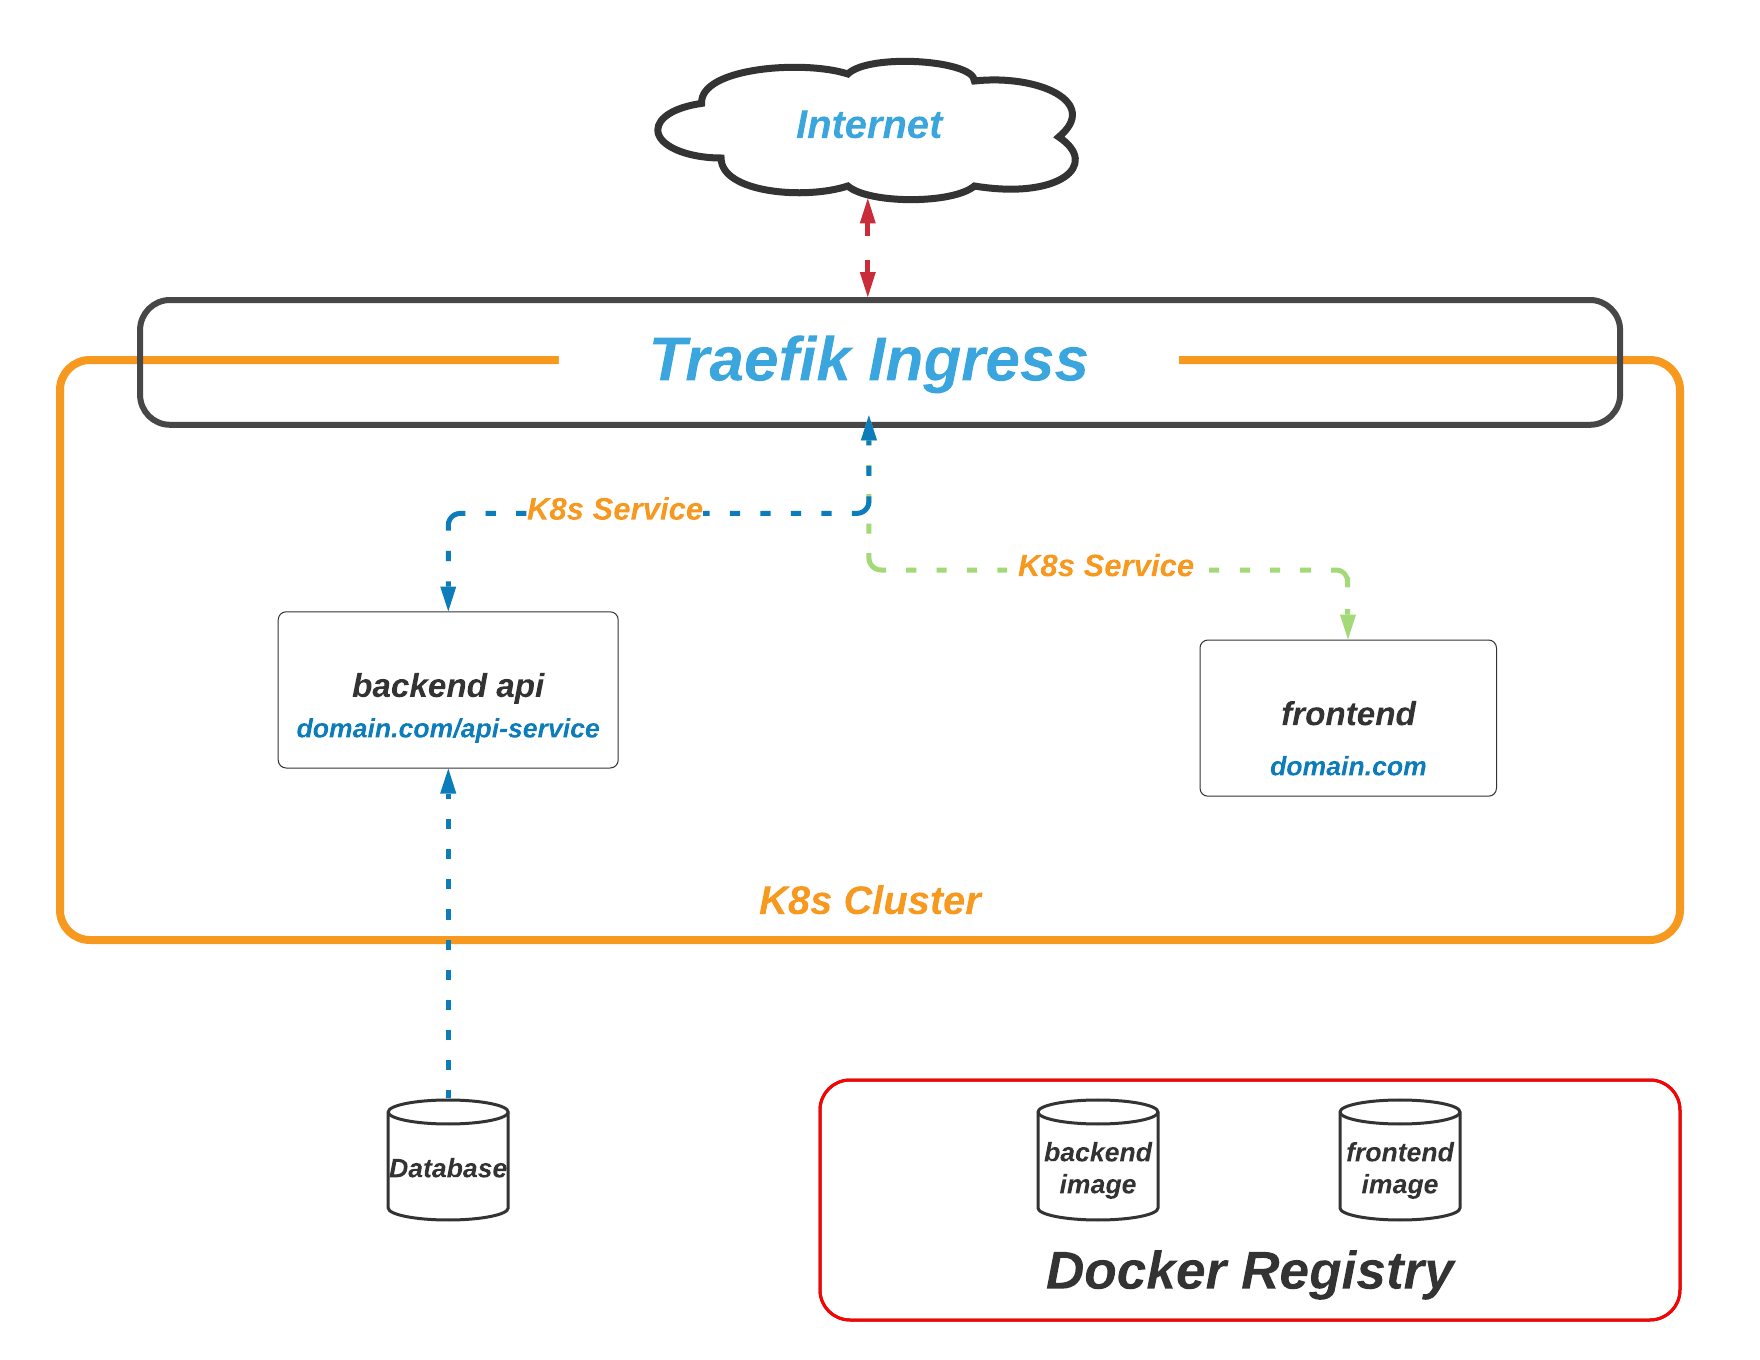 Internet
Traefik Ingress
K8s Service
K8s Service
backend api
domain.com/api-service
frontend
domain.com
K8s Cluster
Database
backend
image
frontend
image
Docker Registry